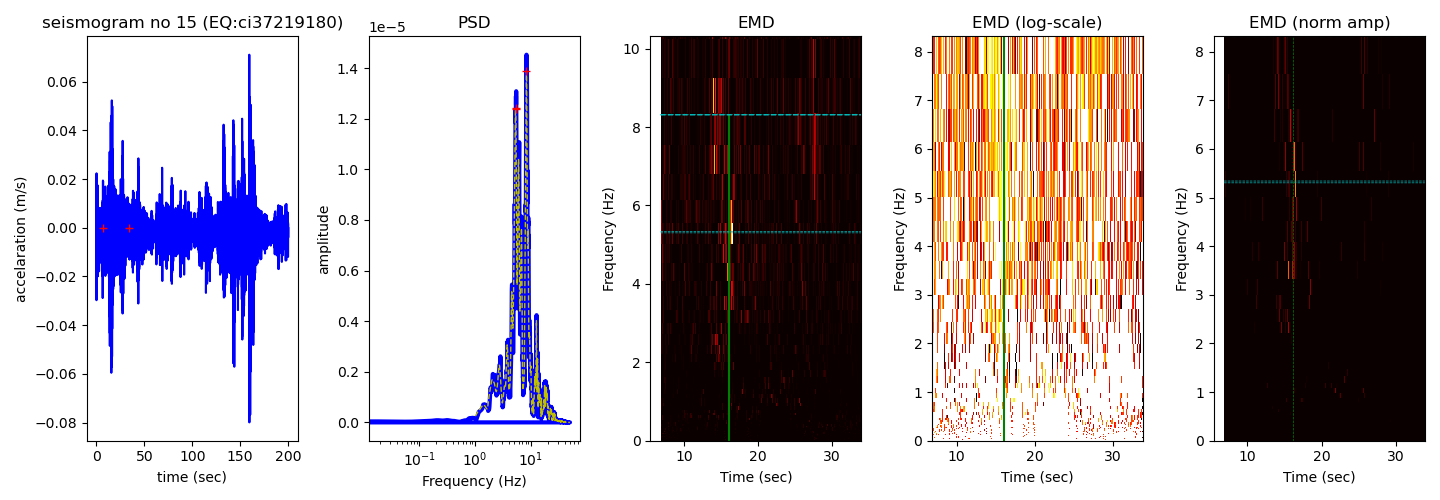 seismogram no 15 (EQ:ci37219180)
accelaration (m/s)
0.06
0.04
0.02
0.00
−0.02
−0.04
−0.06
−0.08
0 50 100 150 200
time (sec)
PSD
1e−5
amplitude
1.4
1.2
1.0
0.8
0.6
0.4
0.2
0.0
10−1 100 101
Frequency (Hz)
EMD
Frequency (Hz)
10
8
6
4
2
0
10 20 30
Time (sec)
EMD (log-scale)
Frequency (Hz)
8
7
6
5
4
3
2
1
0
10 20 30
Time (sec)
EMD (norm amp)
Frequency (Hz)
8
7
6
5
4
3
2
1
0
10 20 30
Time (sec)